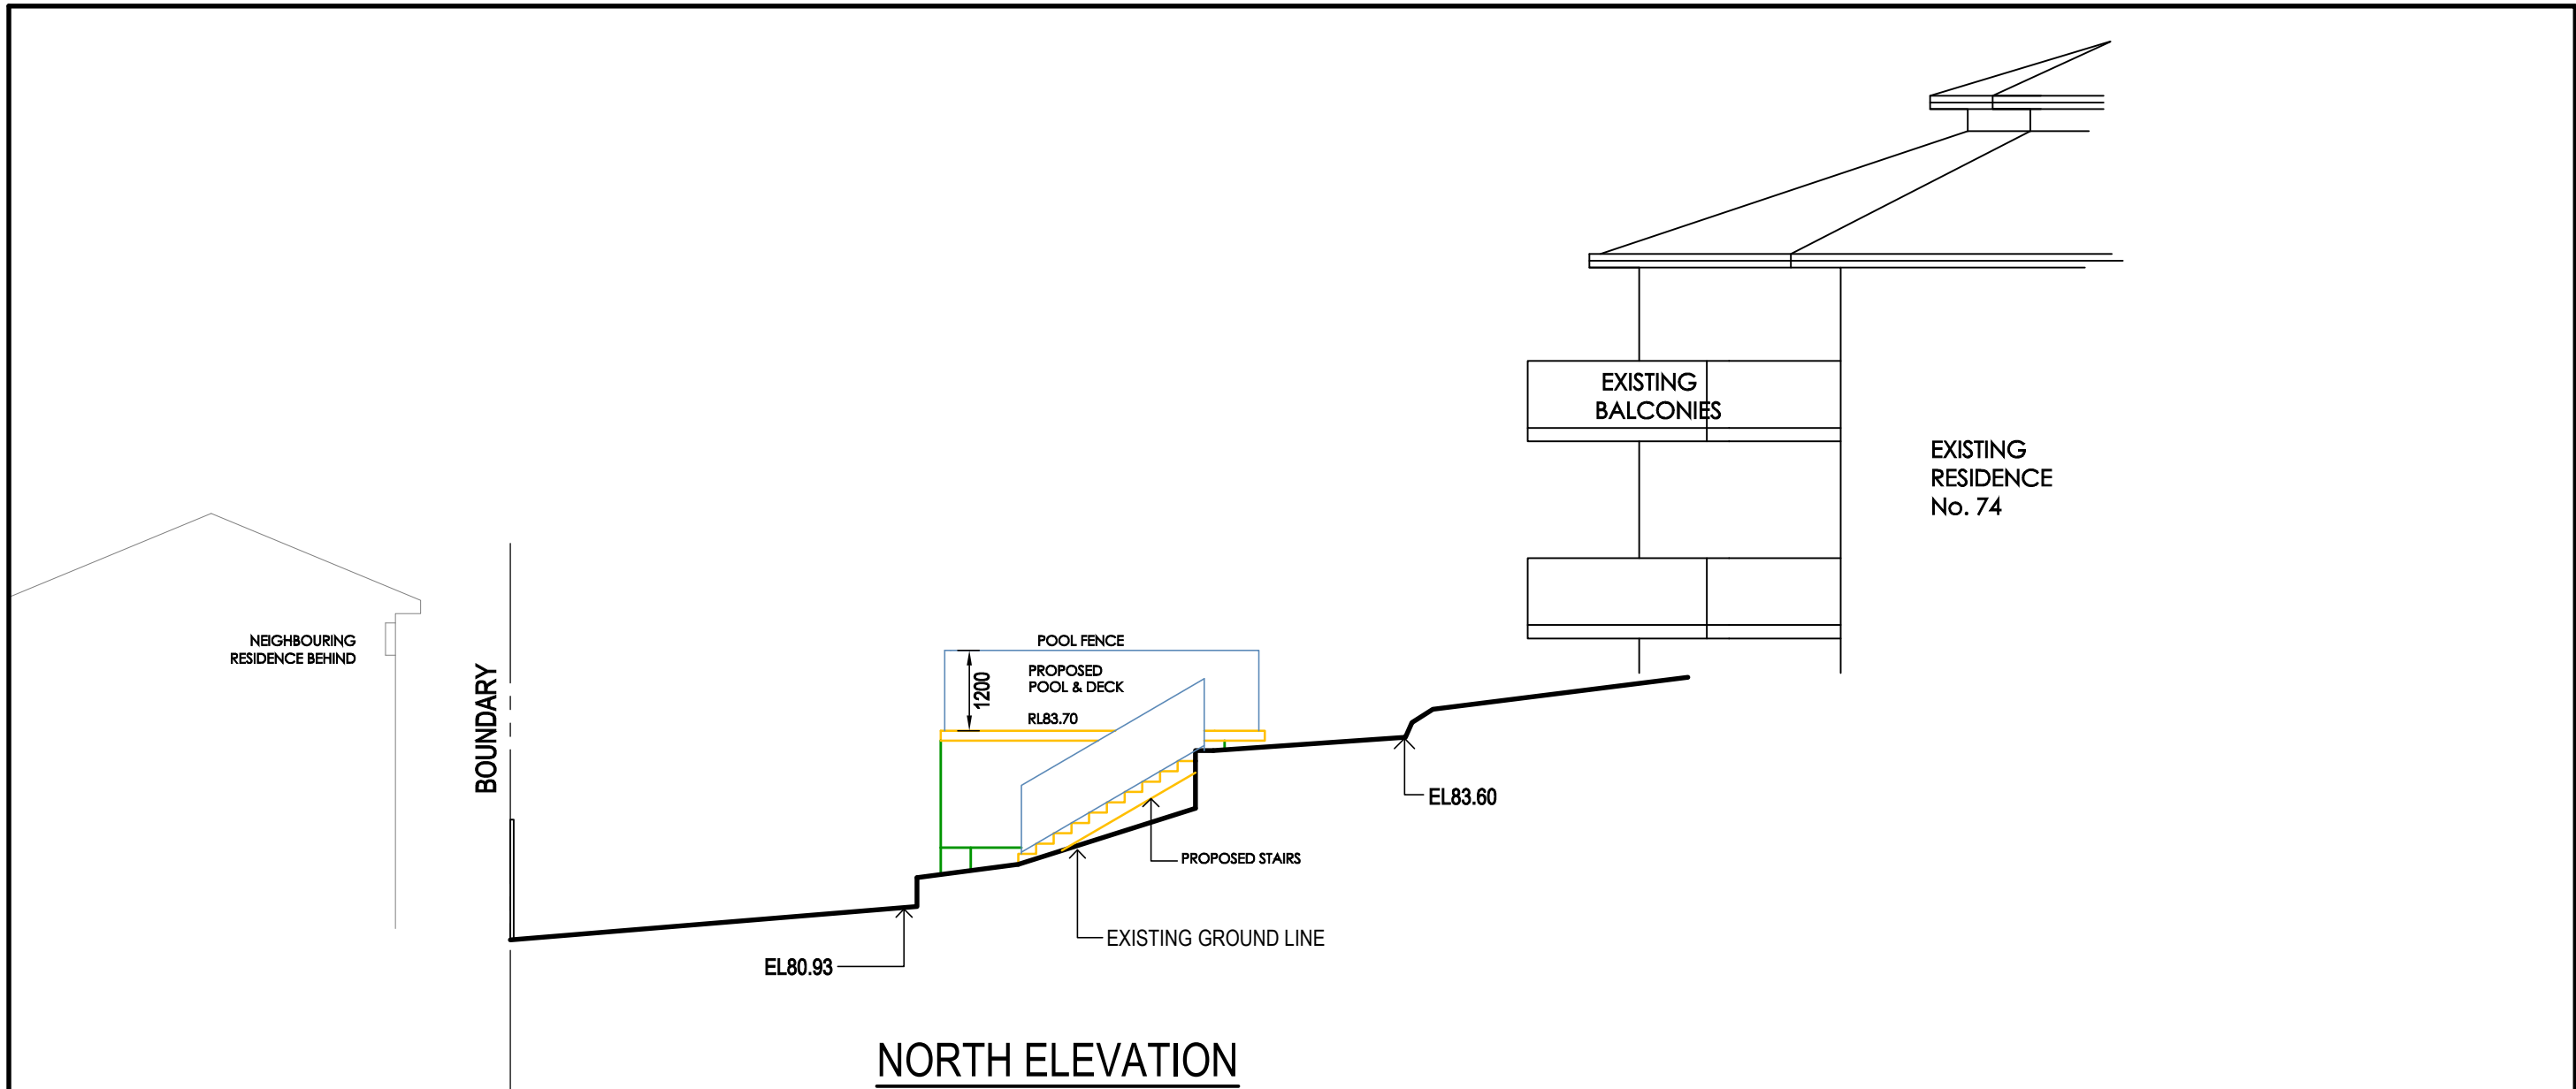 EXISTING
BALCONIES
EXISTING
RESIDENCE
No. 74
NEIGHBOURING
RESIDENCE BEHIND
BOUNDARY
POOL FENCE
1200
PROPOSED
POOL & DECK
RL83.70
EL83.60
PROPOSED STAIRS
EXISTING GROUND LINE
EL80.93
NORTH ELEVATION